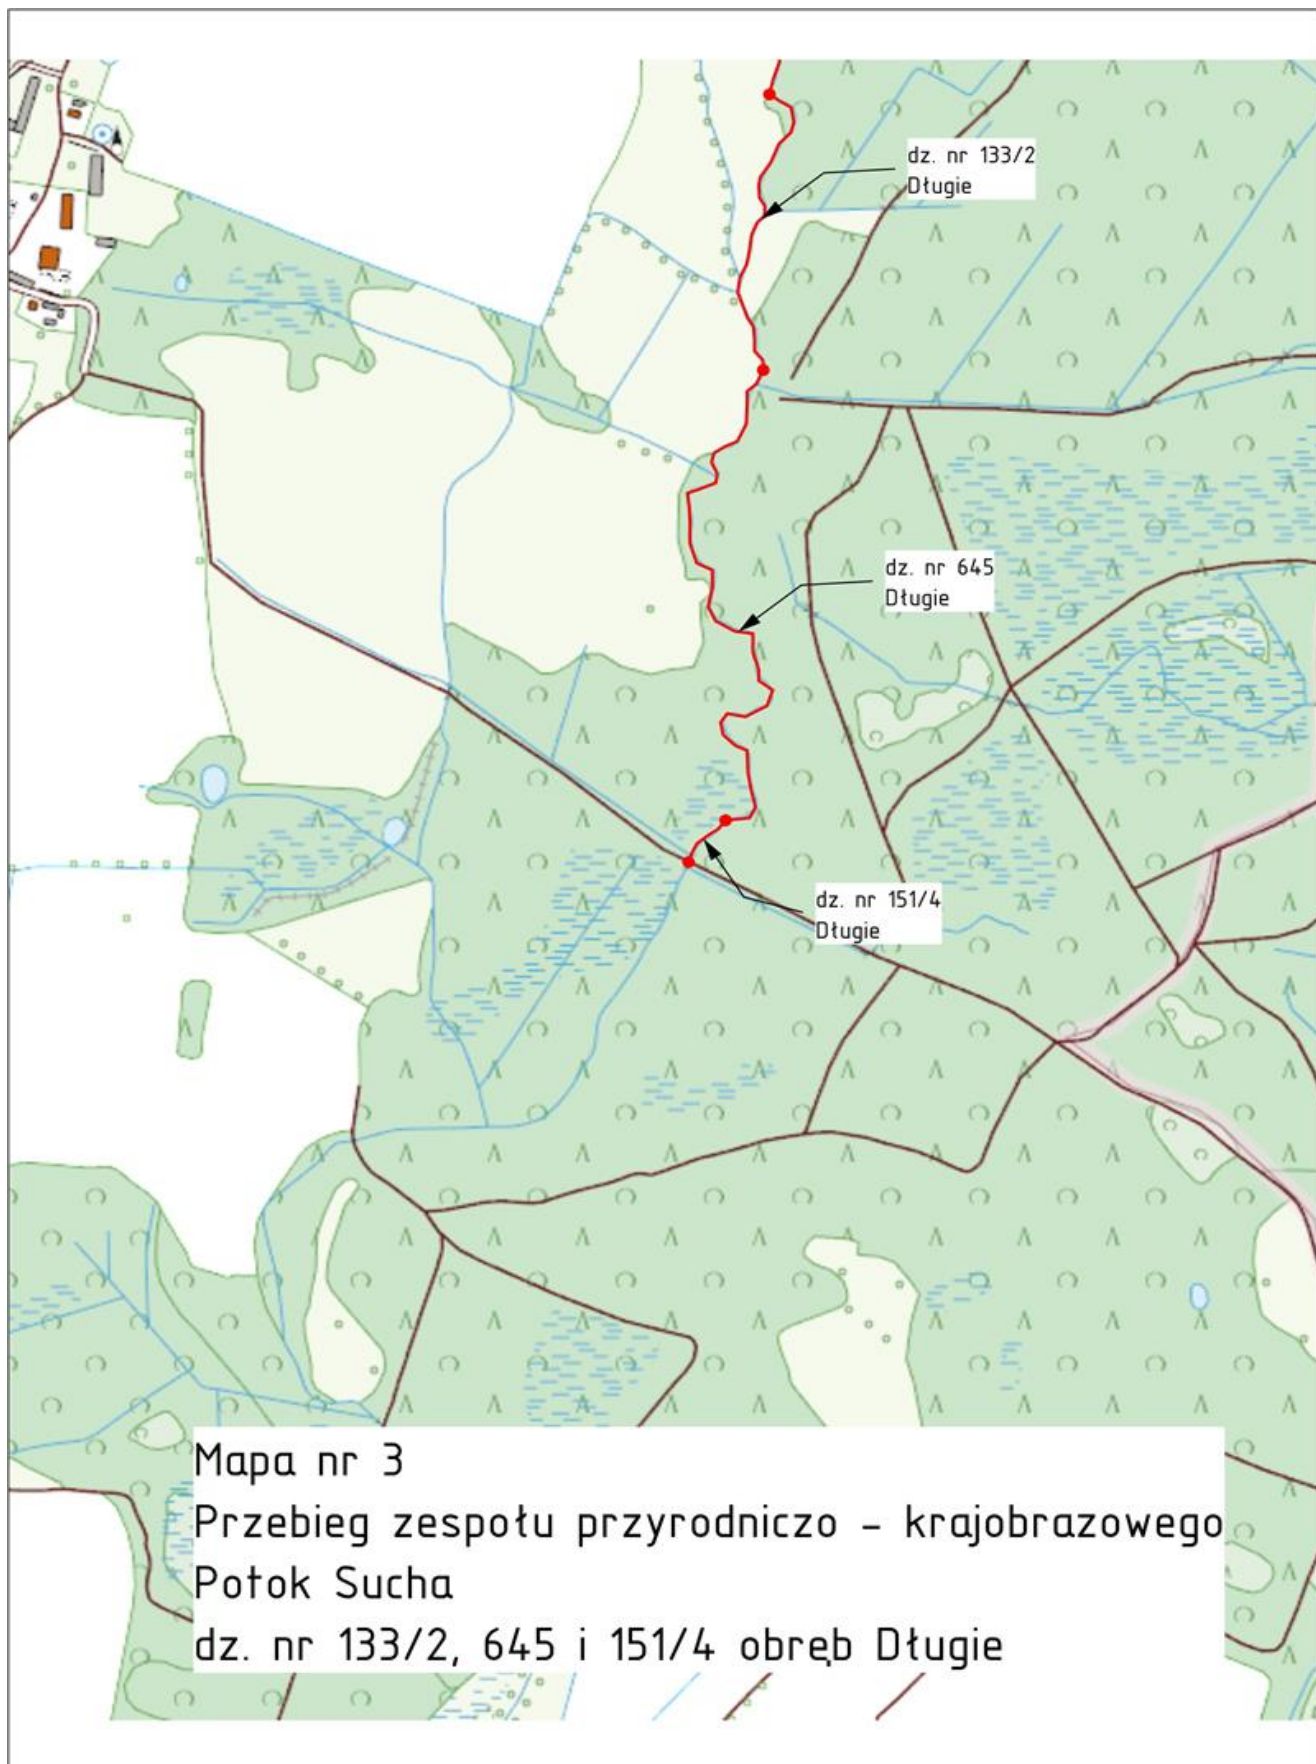 dz. nr 133/2
Długie
dz. nr 645
Długie
dz. nr 151/4
Długie
Mapa nr 3
Przebieg zespołu przyrodniczo - krajobrazowego
Potok Sucha
dz. nr 133/2, 645 i 151/4 obręb Długie